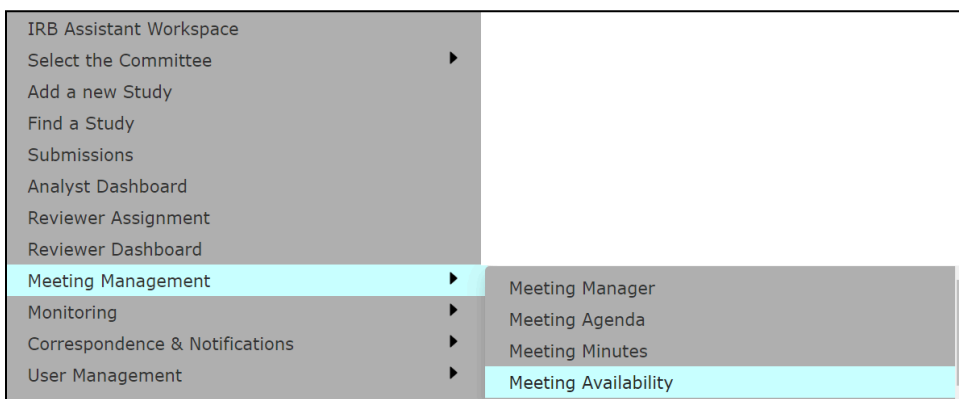 IRB Assistant Workspace
Select the Committee
Add a new Study
Find a Study
Submissions
Analyst Dashboard
Reviewer Assignment
Reviewer Dashboard
Meeting Management
Monitoring
Correspondence & Notifications
User Management
Meeting Manager
Meeting Agenda
Meeting Minutes
Meeting Availability